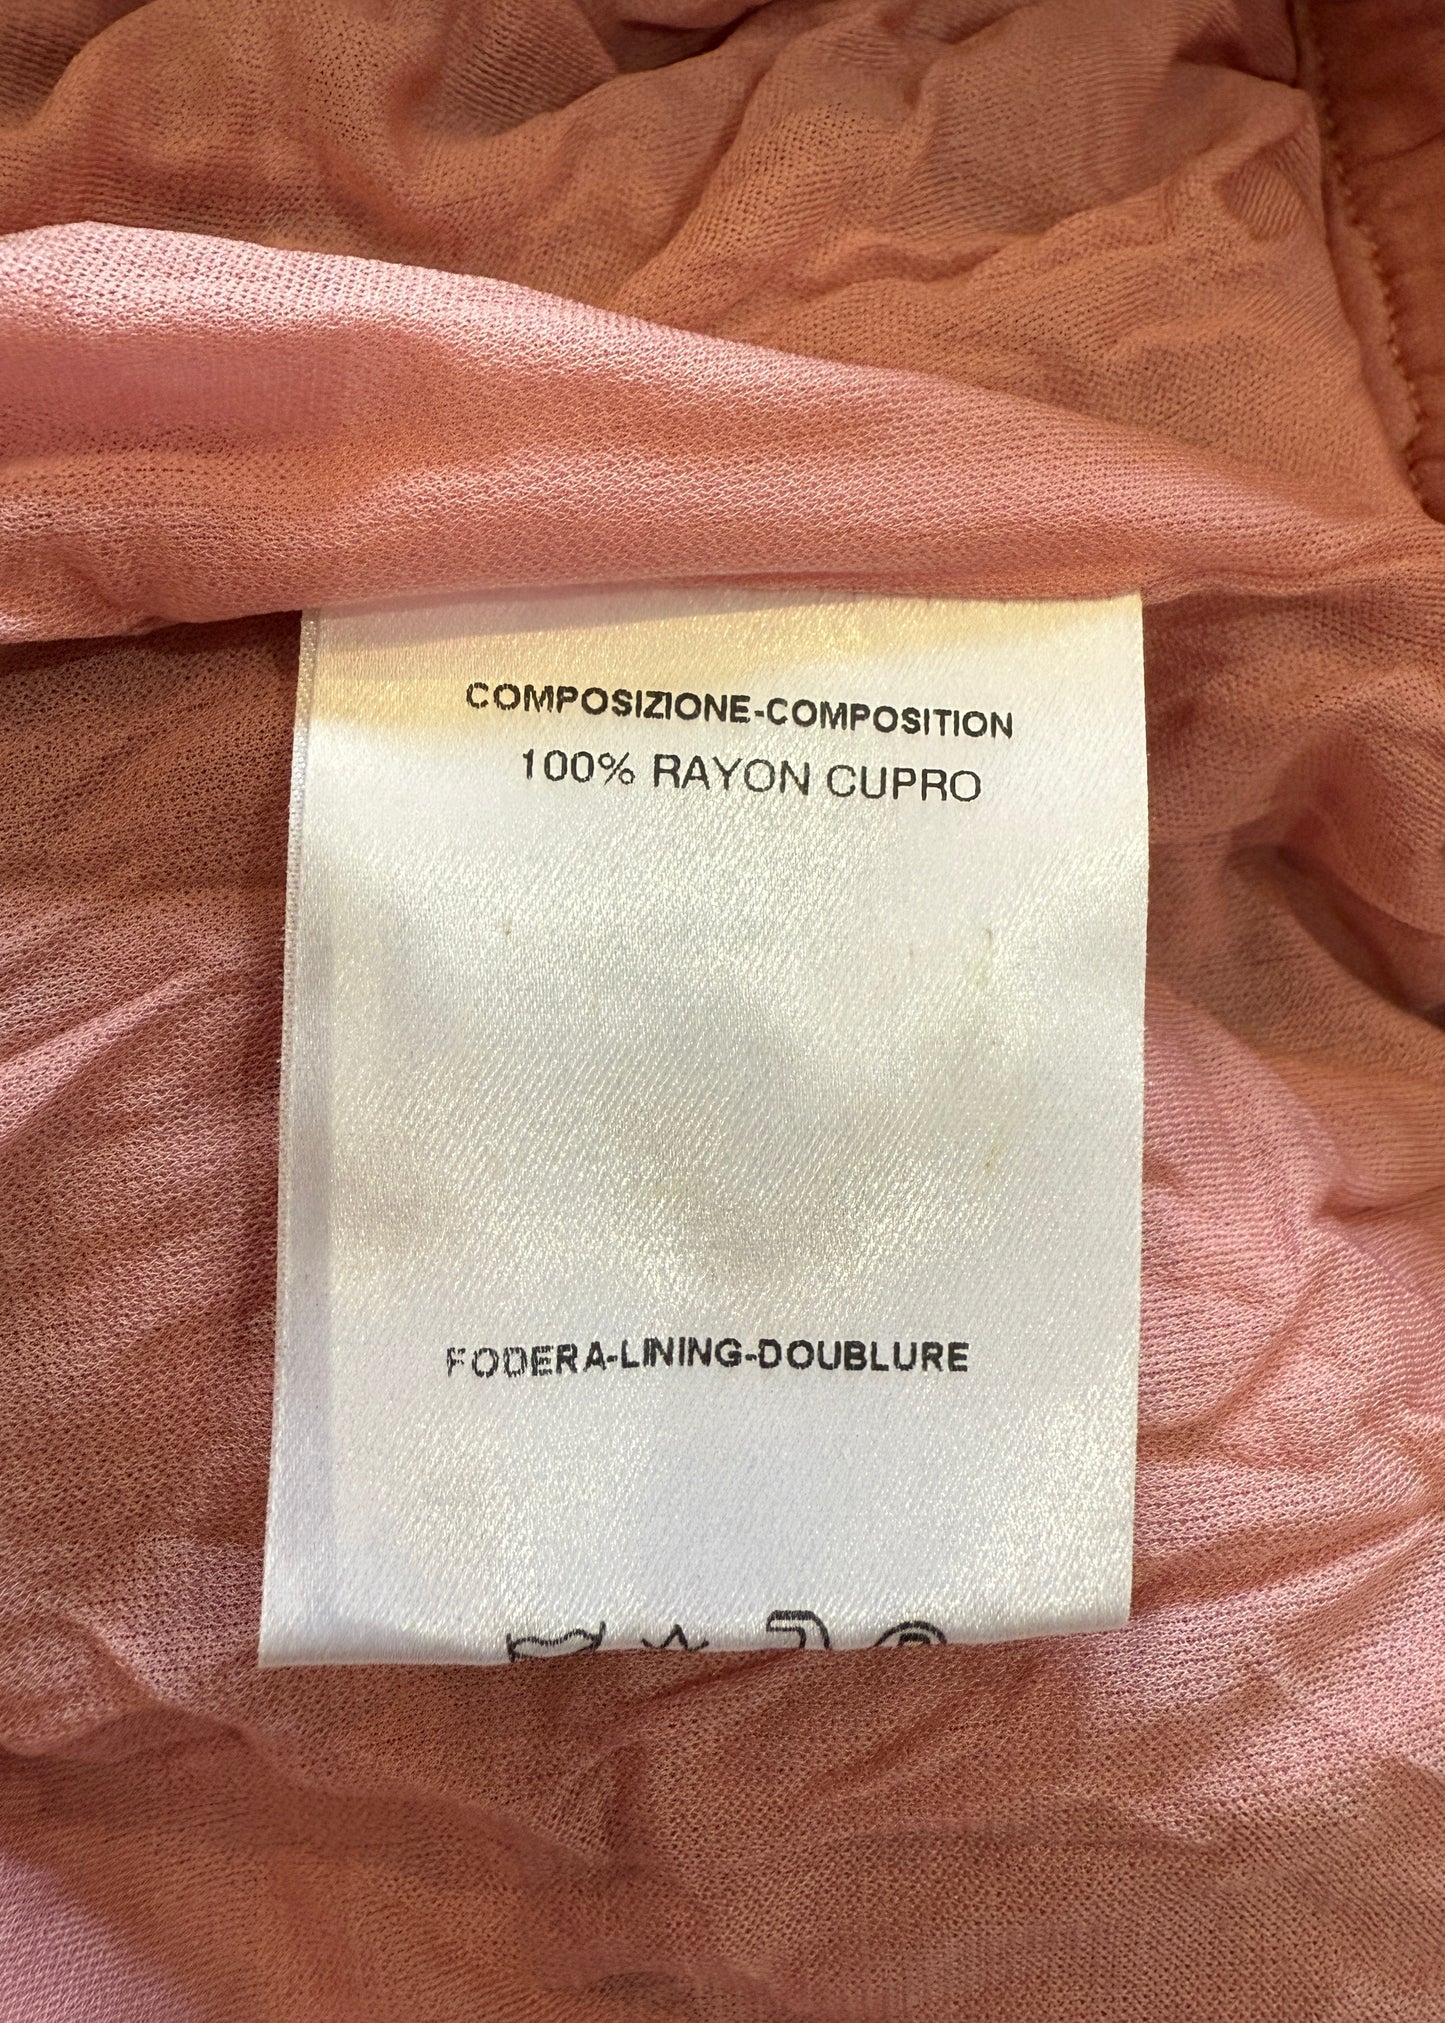 COMPOSIZIONE-COMPOSITION
100% RAYON CUPRO
FODERA-LINING-DOUBLURE